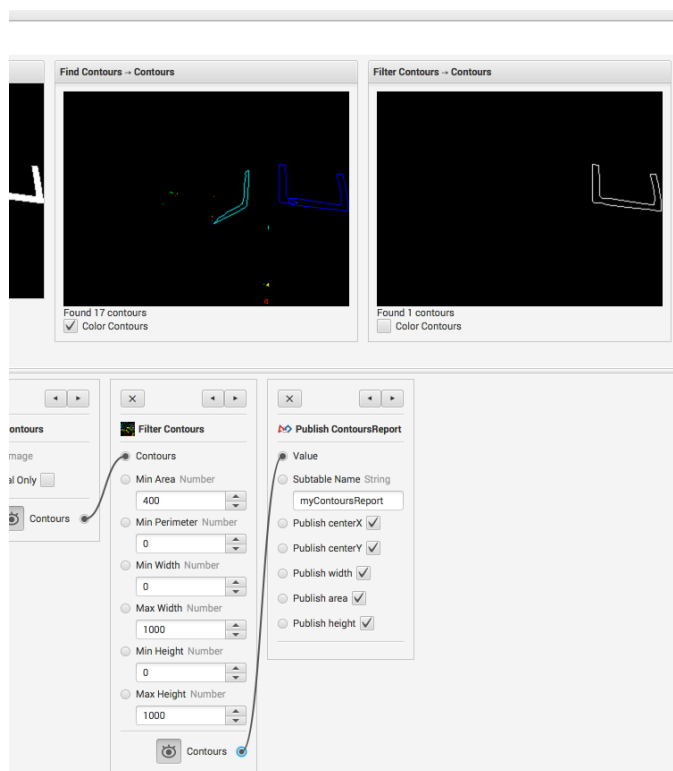 Find Contours → Contours
Filter Contours → Contours
Found 17 contours
Color Contours
Found 1 contours
Color Contours
ontours
mage
al Only
Contours
Filter Contours
Contours
Min Area Number
400
Min Perimeter Number
0
Min Width Number
0
Max Width Number
1000
Min Height Number
0
Max Height Number
1000
Contours
Publish ContoursReport
Value
Subtable Name String
myContoursReport
Publish centerX
Publish centerY
Publish width
Publish area
Publish height